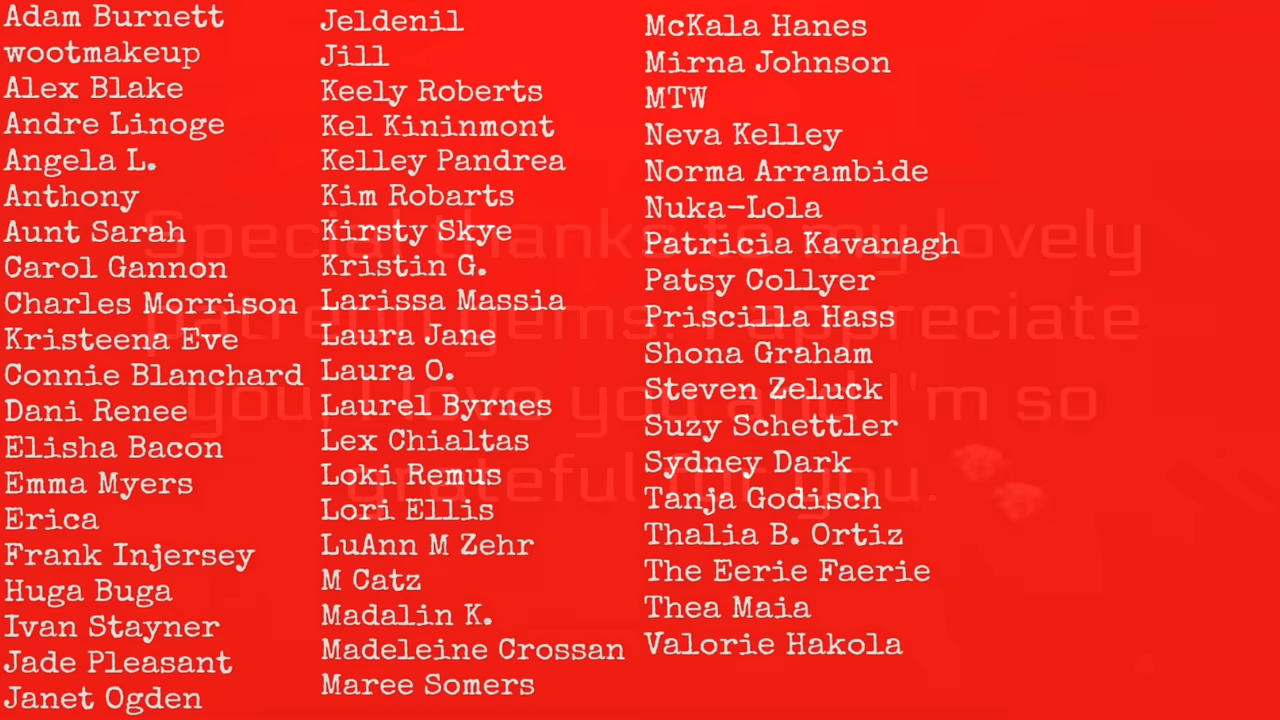 Adam Burnett
wootmakeup
Alex Blake
Andre Linoge
Angela L.
Anthony
Aunt Sarah
Carol Gannon
Charles Morrison
Kristeena Eve
Connie Blanchard
Dani Renee
Elisha Bacon
Emma Myers
Erica
Frank Injersey
Huga Buga
Ivan Stayner
Jade Pleasant
Janet Ogden
Jeldenil
Jill
Keely Roberts
Kel Kininmont
Kelley Pandrea
Kim Robarts
Kirsty Skye
Kristin G.
Larissa Massia
Laura Jane
Laura O.
Laurel Byrnes
Lex Chialtas
Loki Remus
Lori Ellis
LuAnn M Zehr
M Catz
Madalin K.
Madeleine Crossan
Maree Somers
McKala Hanes
Mirna Johnson
MTW
Neva Kelley
Norma Arrambide
Nuka-Lola
Patricia Kavanagh
Patsy Collyer
Priscilla Hass
Shona Graham
Steven Zeluck
Suzy Schettler
Sydney Dark
Tanja Godisch
Thalia B. Ortiz
The Eerie Faerie
Thea Maia
Valorie Hakola
Special thanks to my lovely
patreon gems. I appreciate
you, I love you and I'm so
grateful for you.